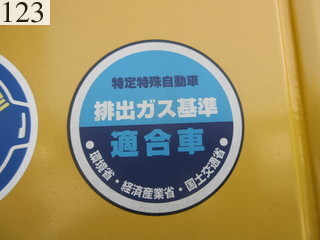 123
特定特殊自動車
排出ガス基準
適合車
・環境省・経済産業省・国土交通省・